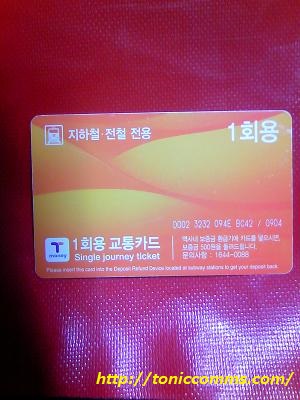 지하철·전철 전용
1회용
0002 3232 094E BC42 / 0904
T
money
1회용 교통카드
Single journey ticket
역사내 보증금 환급기에 카드를 넣으시면,
보증금 500원을 돌려드립니다.
문의사항 : 1644-0088
Please insert this card into the Deposit Refund Device located at subway stations to get your deposit back.
http://toniccomms.com/